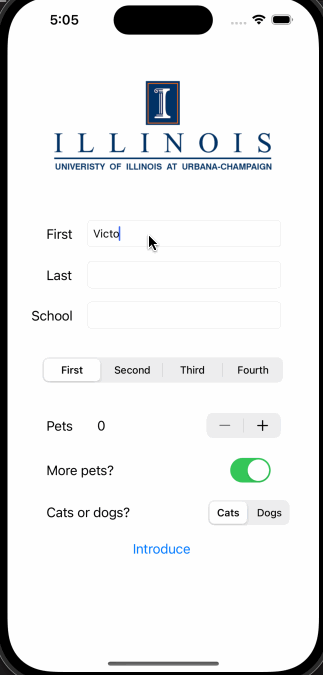 5:05
I
ILLINOIS
UNIVERISTY OF ILLINOIS AT URBANA-CHAMPAIGN
First Victo
Last
School
First Second Third Fourth
Pets 0 — +
More pets?
Cats or dogs? Cats Dogs
Introduce